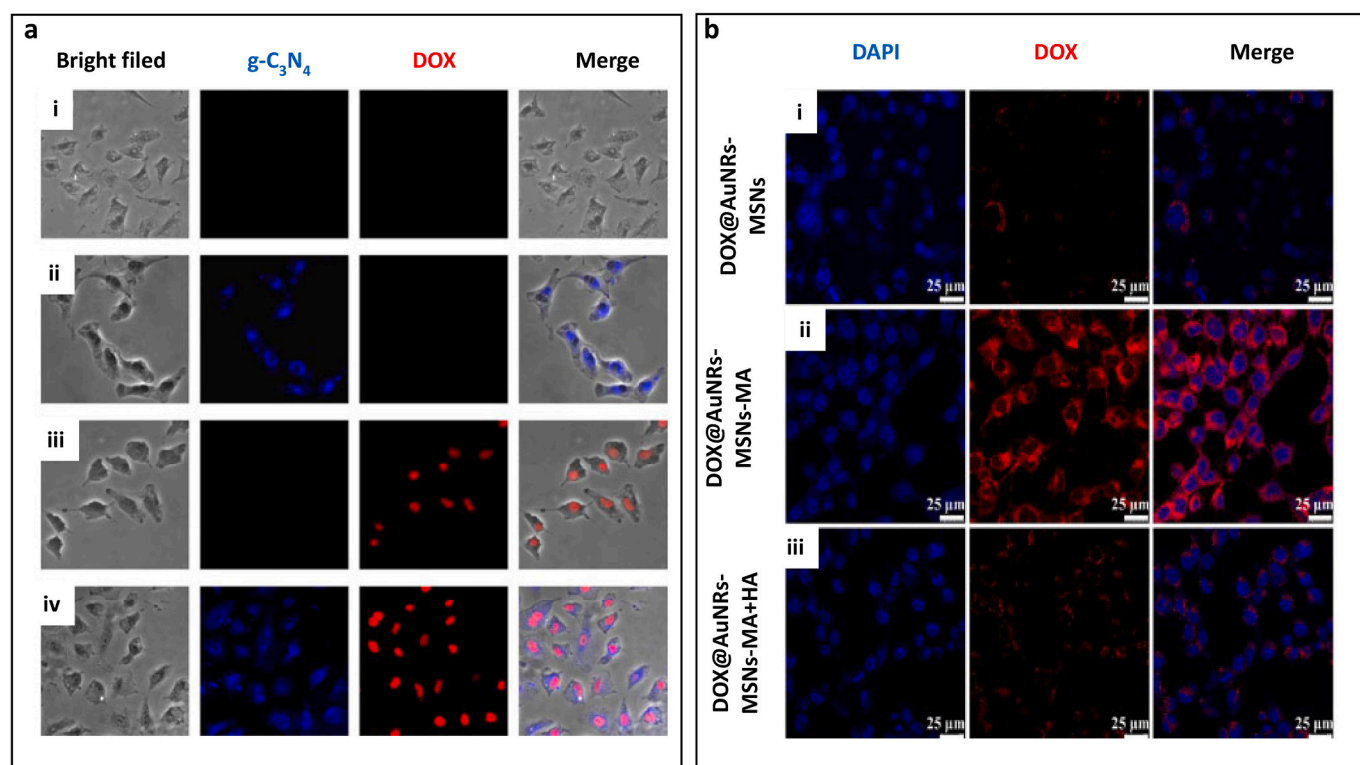 a
Bright filed
g-C₃N₄
DOX
Merge
i
ii
iii
iv
b
DAPI
DOX
Merge
DOX@AuNRs-
MSNs
i
25 µm
25 µm
25 µm
DOX@AuNRs-
MSNs-MA
ii
25 µm
25 µm
25 µm
DOX@AuNRs-
MSNs-MA+HA
iii
25 µm
25 µm
25 µm